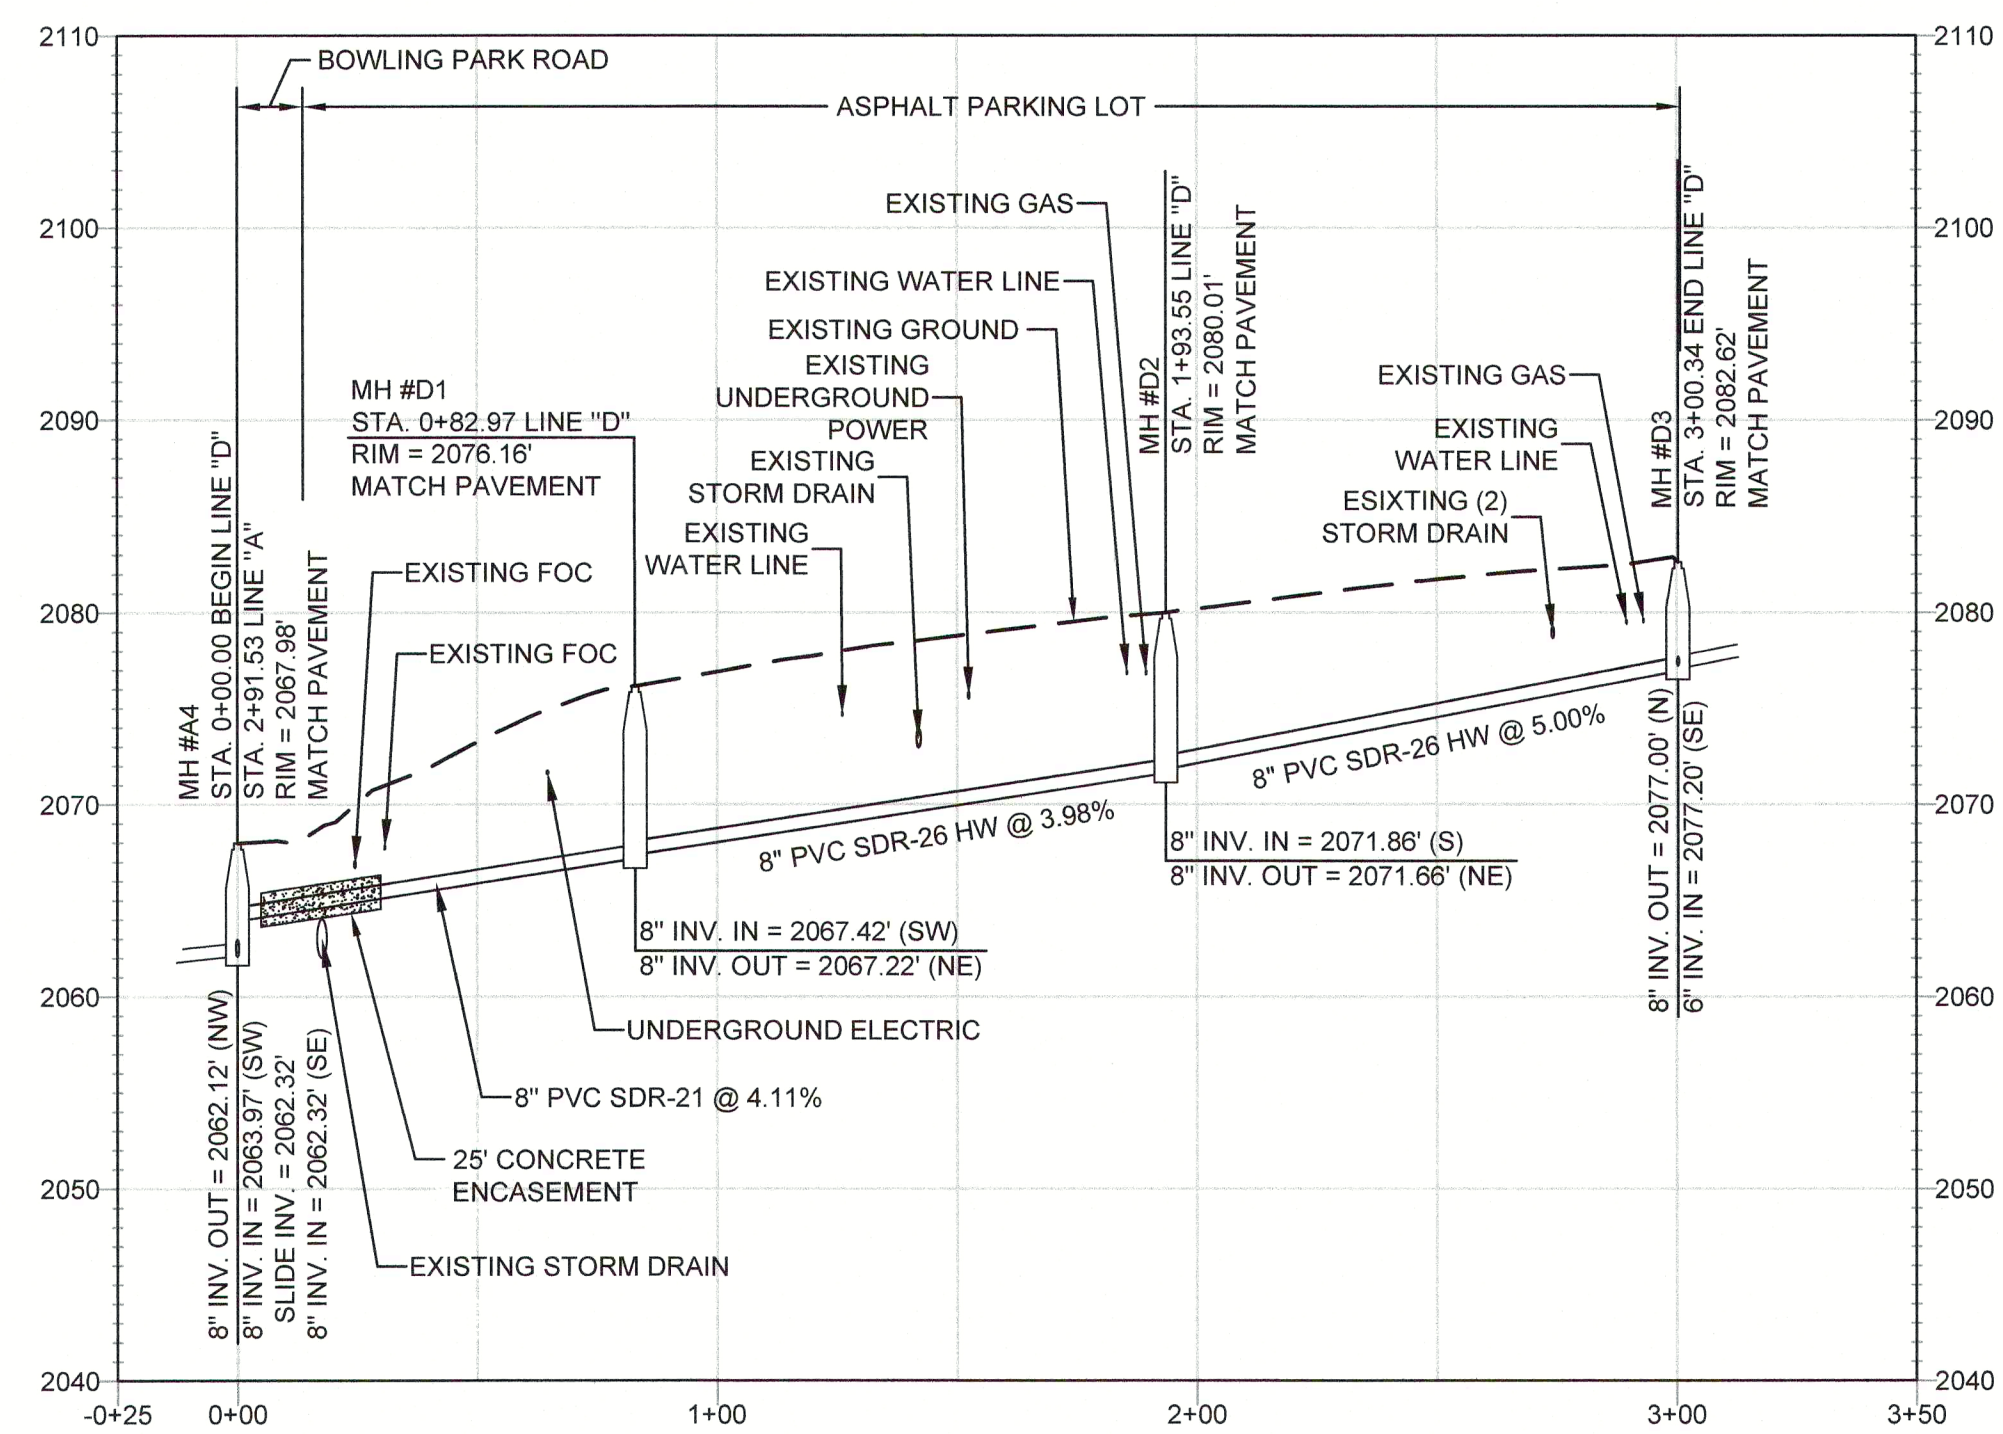 2110
2110
BOWLING PARK ROAD
ASPHALT PARKING LOT
2100
2100
EXISTING GAS
EXISTING WATER LINE
EXISTING GROUND
EXISTING
UNDERGROUND
POWER
MH #D2
STA. 1+93.55 LINE "D"
RIM = 2080.01'
MATCH PAVEMENT
MH #D3
STA. 3+00.34 END LINE "D"
RIM = 2082.62'
MATCH PAVEMENT
EXISTING GAS
EXISTING
WATER LINE
ESIXTING (2)
STORM DRAIN
MH #D1
STA. 0+82.97 LINE "D"
RIM = 2076.16'
MATCH PAVEMENT
2090
2090
EXISTING
STORM DRAIN
EXISTING
WATER LINE
EXISTING FOC
EXISTING FOC
MH #A4
STA. 0+00.00 BEGIN LINE "D"
STA. 2+91.53 LINE "A"
RIM = 2067.98'
MATCH PAVEMENT
2080
2080
8" PVC SDR-26 HW @ 5.00%
2070
2070
8" PVC SDR-26 HW @ 3.98%
8" INV. IN = 2071.86' (S)
8" INV. OUT = 2071.66' (NE)
8" INV. OUT = 2077.00' (N)
6" INV. IN = 2077.20' (SE)
8" INV. IN = 2067.42' (SW)
8" INV. OUT = 2067.22' (NE)
2060
2060
UNDERGROUND ELECTRIC
8" PVC SDR-21 @ 4.11%
25' CONCRETE
ENCASEMENT
EXISTING STORM DRAIN
8" INV. OUT = 2062.12' (NW)
8" INV. IN = 2063.97' (SW)
SLIDE INV. = 2062.32'
8" INV. IN = 2062.32' (SE)
2050
2050
2040
2040
-0+25
0+00
1+00
2+00
3+00
3+50